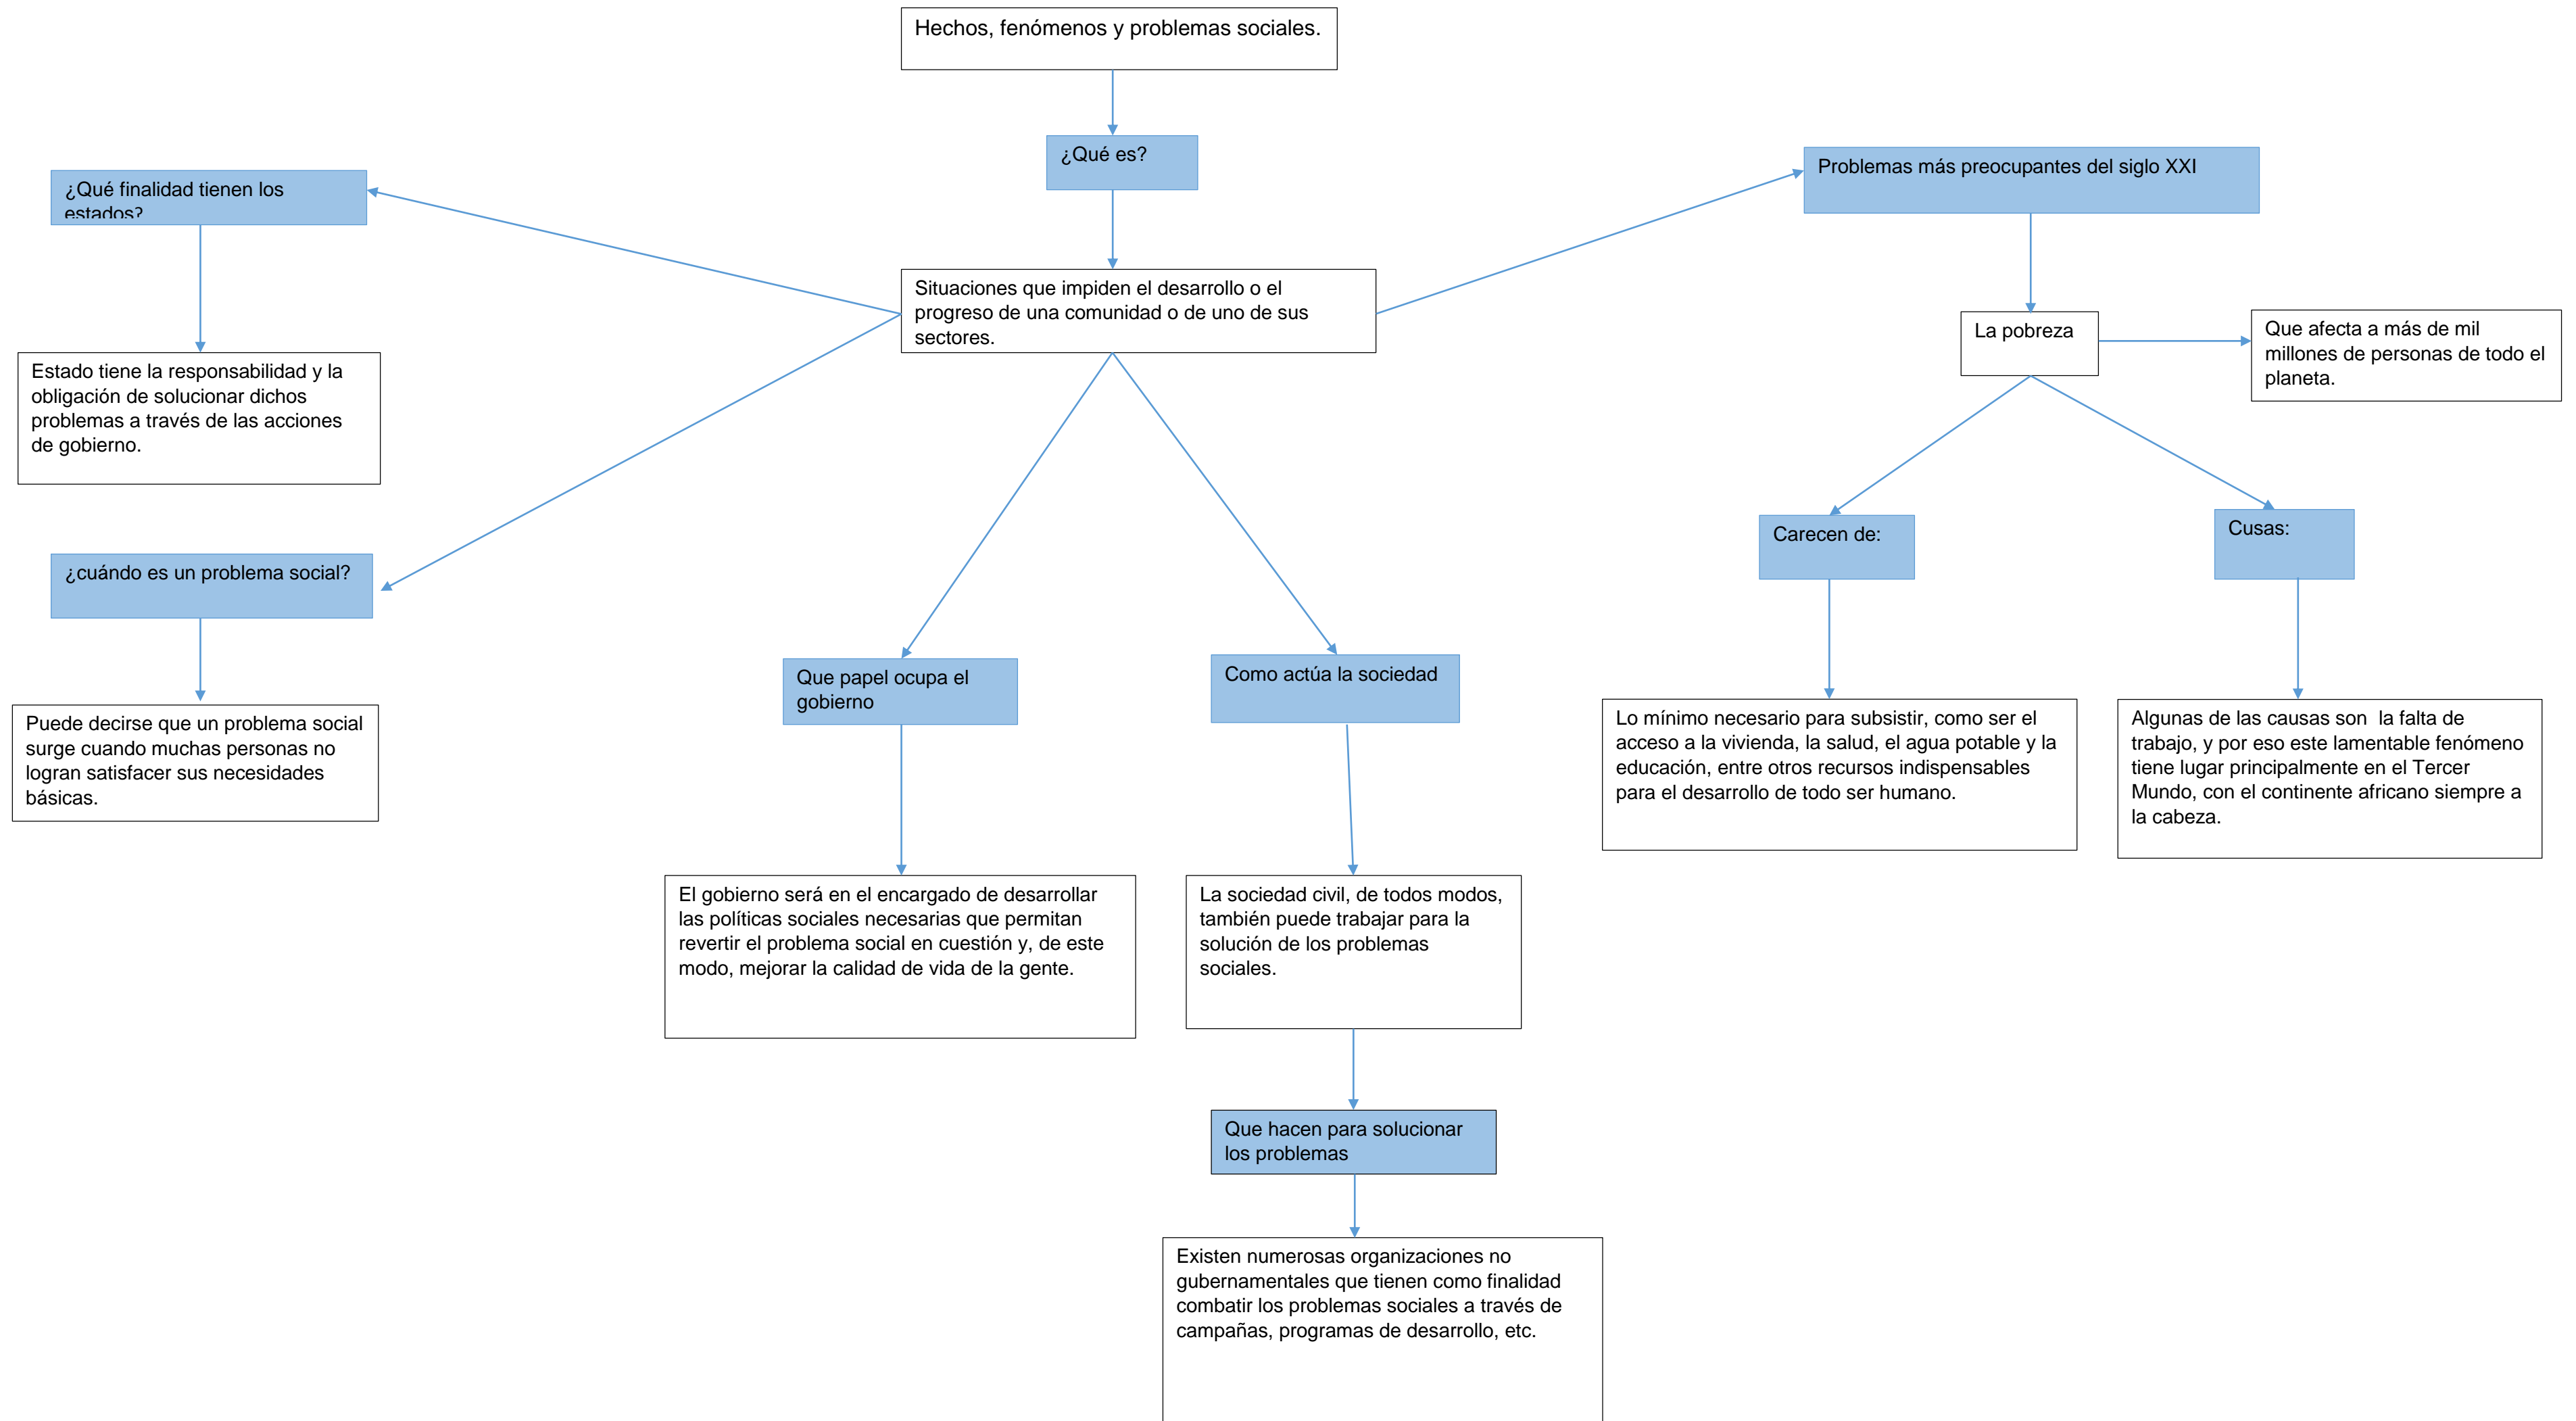 Hechos, fenómenos y problemas sociales.
¿Qué es?
Situaciones que impiden el desarrollo o el
progreso de una comunidad o de uno de sus
sectores.
¿Qué finalidad tienen los
estados?
Estado tiene la responsabilidad y la
obligación de solucionar dichos
problemas a través de las acciones
de gobierno.
¿cuándo es un problema social?
Puede decirse que un problema social
surge cuando muchas personas no
logran satisfacer sus necesidades
básicas.
Que papel ocupa el
gobierno
El gobierno será en el encargado de desarrollar
las políticas sociales necesarias que permitan
revertir el problema social en cuestión y, de este
modo, mejorar la calidad de vida de la gente.
Como actúa la sociedad
La sociedad civil, de todos modos,
también puede trabajar para la
solución de los problemas
sociales.
Que hacen para solucionar
los problemas
Existen numerosas organizaciones no
gubernamentales que tienen como finalidad
combatir los problemas sociales a través de
campañas, programas de desarrollo, etc.
Problemas más preocupantes del siglo XXI
La pobreza
Que afecta a más de mil
millones de personas de todo el
planeta.
Carecen de:
Lo mínimo necesario para subsistir, como ser el
acceso a la vivienda, la salud, el agua potable y la
educación, entre otros recursos indispensables
para el desarrollo de todo ser humano.
Cusas:
Algunas de las causas son  la falta de
trabajo, y por eso este lamentable fenómeno
tiene lugar principalmente en el Tercer
Mundo, con el continente africano siempre a
la cabeza.